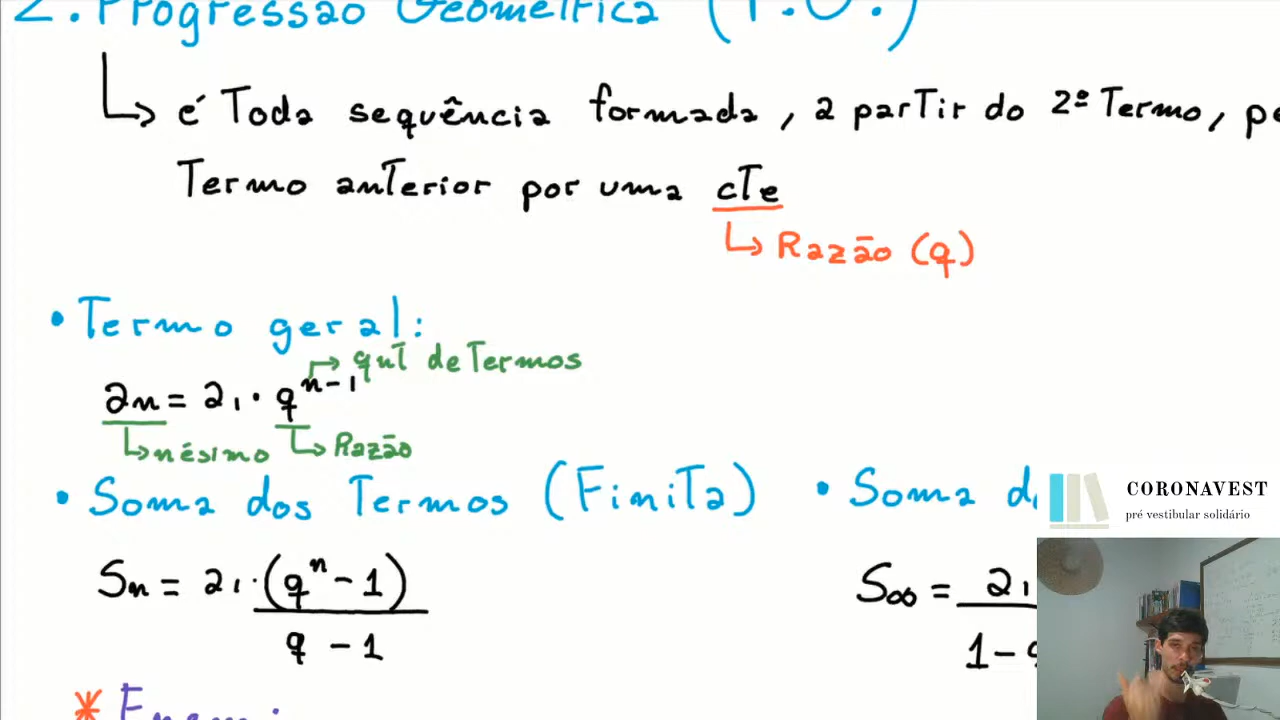 2. Progressão Geométrica (P.G.)
é Toda sequência formada, a parTir do 2º Termo, pe
Termo anTerior por uma cTe
Razão (q)
• Termo geral:
qnT de Termos
an = a₁ · q^(n-1)
nésimo
Razão
• Soma dos Termos (FiniTa)
Sn = a₁ · (qⁿ - 1)
q - 1
• Soma d
S∞ = a₁
1 -
CORONAVEST
pré vestibular solidário
* Enem: